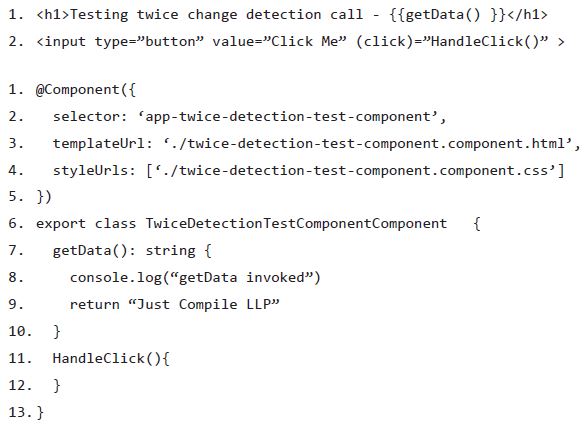 1. <h1>Testing twice change detection call - {{getData() }}</h1>
2. <input type=”button” value=”Click Me” (click)=”HandleClick()” >
1. @Component({
2. selector: ‘app-twice-detection-test-component’,
3. templateUrl: ‘./twice-detection-test-component.component.html’,
4. styleUrls: [‘./twice-detection-test-component.component.css’]
5. })
6. export class TwiceDetectionTestComponentComponent {
7. getData(): string {
8. console.log(“getData invoked”)
9. return “Just Compile LLP”
10. }
11. HandleClick(){
12. }
13. }